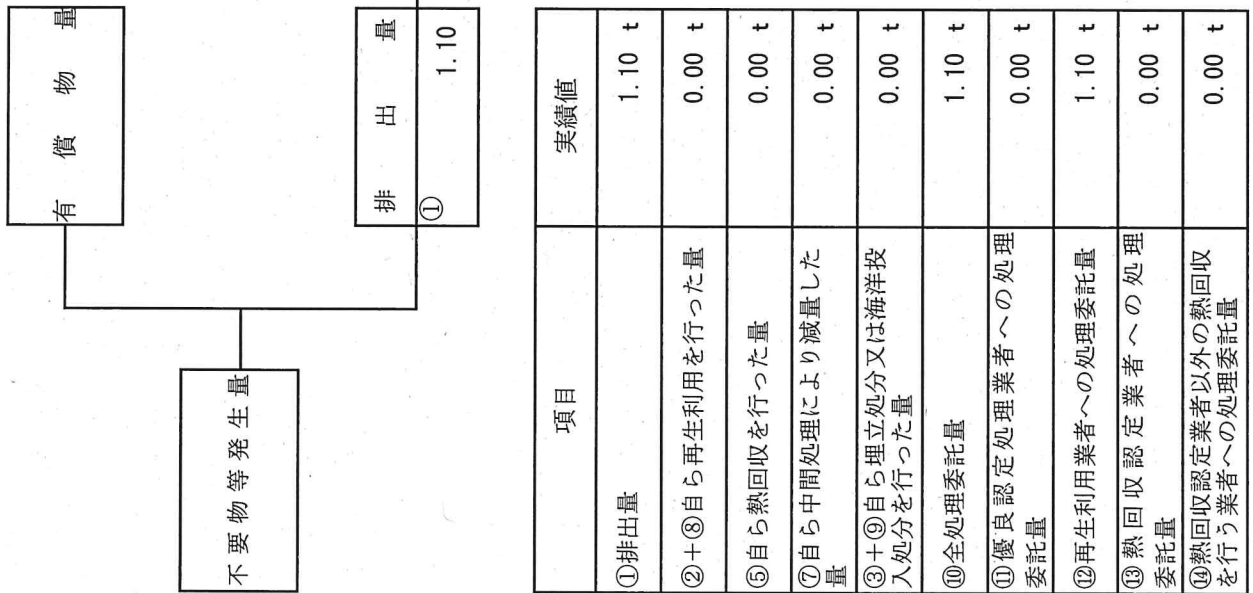 有償物量
不要物等発生量
排出量
① 1.10
項目 実績値
①排出量 1.10 t
②+⑧自ら再生利用を行った量 0.00 t
⑤自ら熱回収を行った量 0.00 t
⑦自ら中間処理により減量した
量 0.00 t
③+⑨自ら埋立処分又は海洋投
入処分を行った量 0.00 t
⑩全処理委託量 1.10 t
⑪優良認定処理業者への処理
委託量 0.00 t
⑫再生利用業者への処理委託量 1.10 t
⑬熱回収認定業者への処理
委託量 0.00 t
⑭熱回収認定業者以外の熱回収
を行う業者への処理委託量 0.00 t